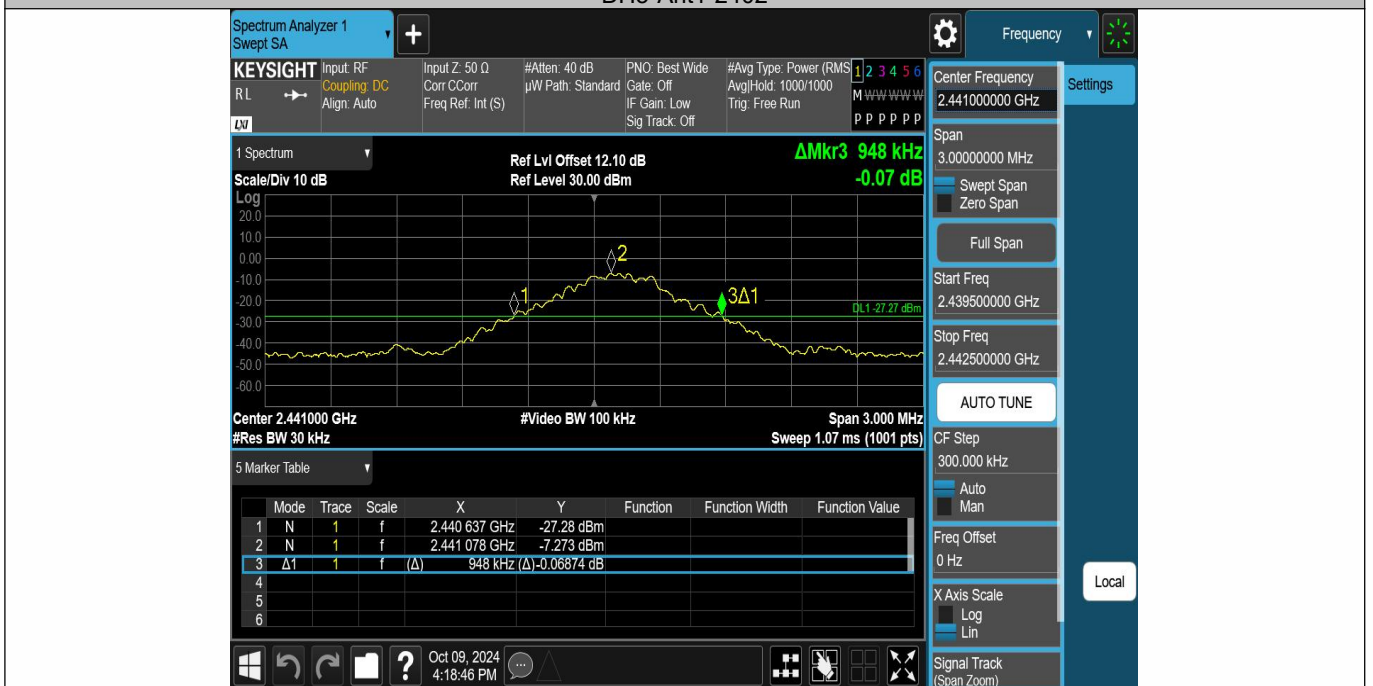 Spectrum Analyzer 1
Swept SA
+
Frequency
KEYSIGHT
R L
LXI
Input: RF
Coupling: DC
Align: Auto
Input Z: 50 Ω
Corr CCorr
Freq Ref: Int (S)
#Atten: 40 dB
µW Path: Standard
PNO: Best Wide
Gate: Off
IF Gain: Low
Sig Track: Off
#Avg Type: Power (RMS
Avg|Hold: 1000/1000
Trig: Free Run
1 2 3 4 5 6
M W W W W W
P P P P P P
1 Spectrum
Scale/Div 10 dB
Ref Lvl Offset 12.10 dB
Ref Level 30.00 dBm
ΔMkr3 948 kHz
-0.07 dB
Log
20.0
10.0
0.00
-10.0
-20.0
-30.0
-40.0
-50.0
-60.0
1
2
3Δ1
DL1 -27.27 dBm
Center 2.441000 GHz
#Res BW 30 kHz
#Video BW 100 kHz
Span 3.000 MHz
Sweep 1.07 ms (1001 pts)
5 Marker Table
Mode Trace Scale X Y Function Function Width Function Value
1 N 1 f 2.440 637 GHz -27.28 dBm
2 N 1 f 2.441 078 GHz -7.273 dBm
3 Δ1 1 f (Δ) 948 kHz (Δ) -0.06874 dB
4
5
6
Oct 09, 2024
4:18:46 PM
?
Center Frequency
2.441000000 GHz
Settings
Span
3.00000000 MHz
Swept Span
Zero Span
Full Span
Start Freq
2.439500000 GHz
Stop Freq
2.442500000 GHz
AUTO TUNE
CF Step
300.000 kHz
Auto
Man
Freq Offset
0 Hz
X Axis Scale
Log
Lin
Signal Track
(Span Zoom)
Local